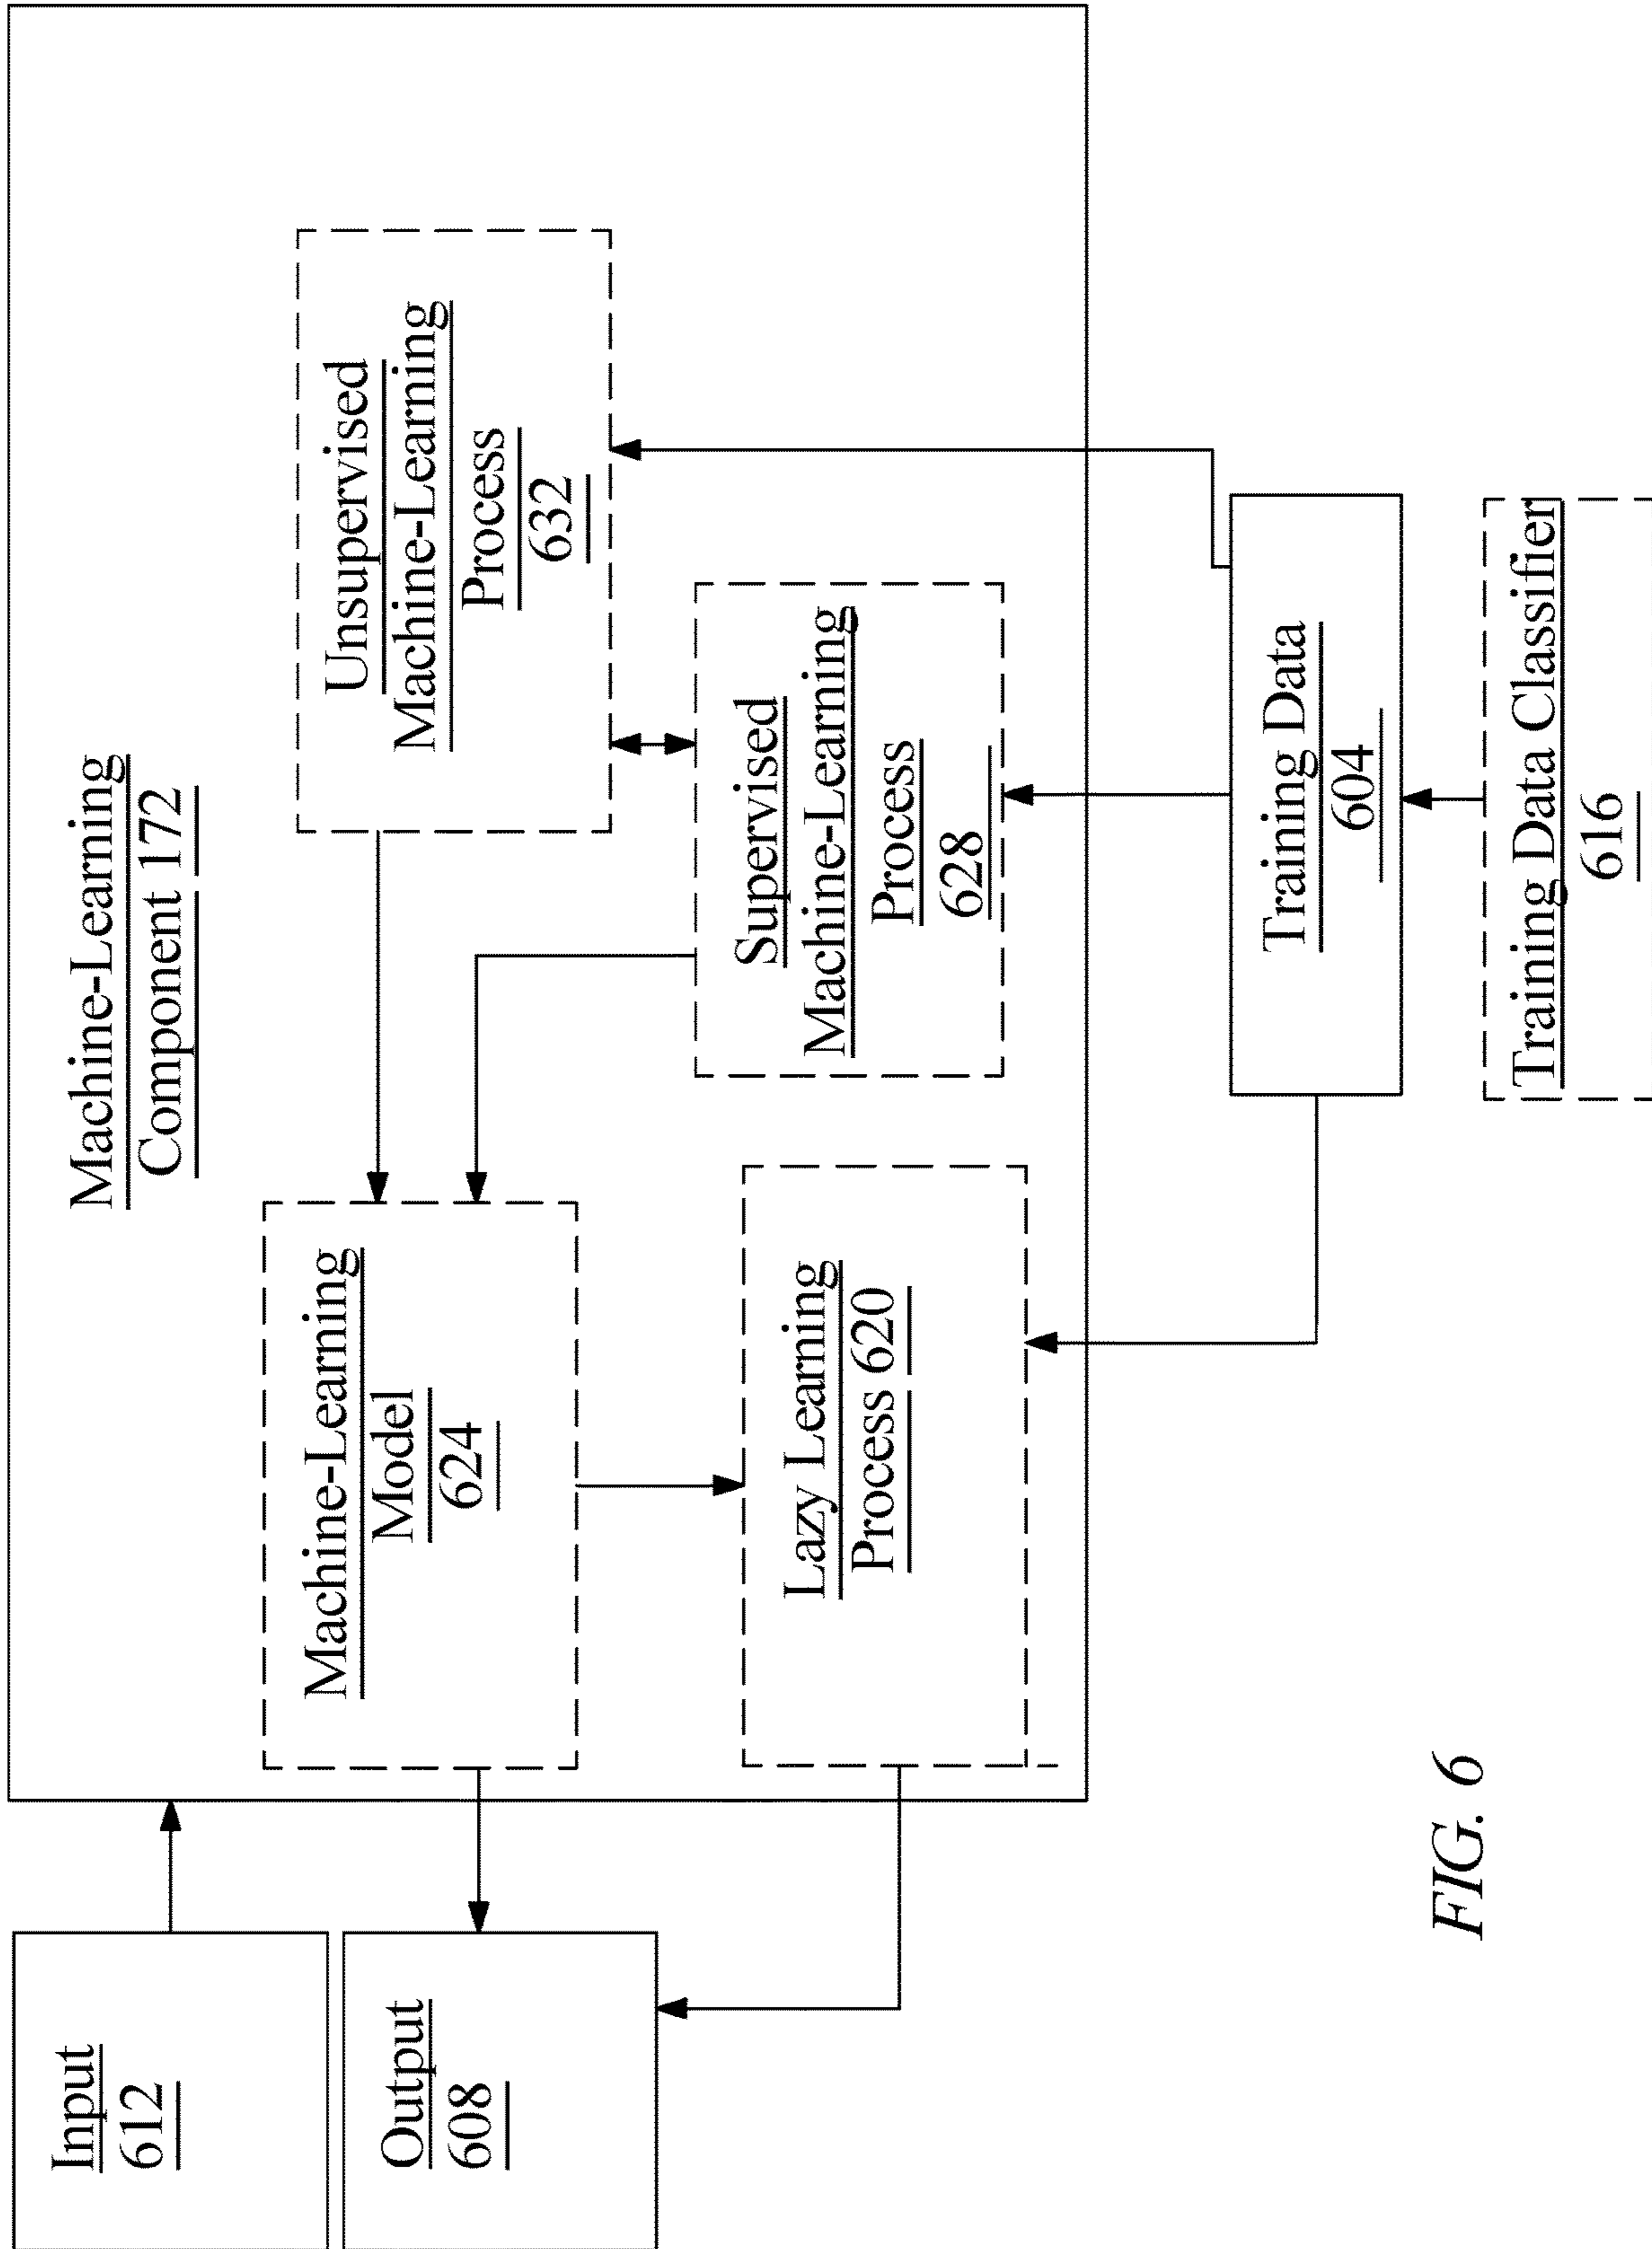 Machine-Learning
Component 172
Input
612
Output
608
Machine-Learning
Model
624
Unsupervised
Machine-Learning
Process
632
Lazy Learning
Process 620
Supervised
Machine-Learning
Process
628
Training Data
604
Training Data Classifier
616
FIG. 6